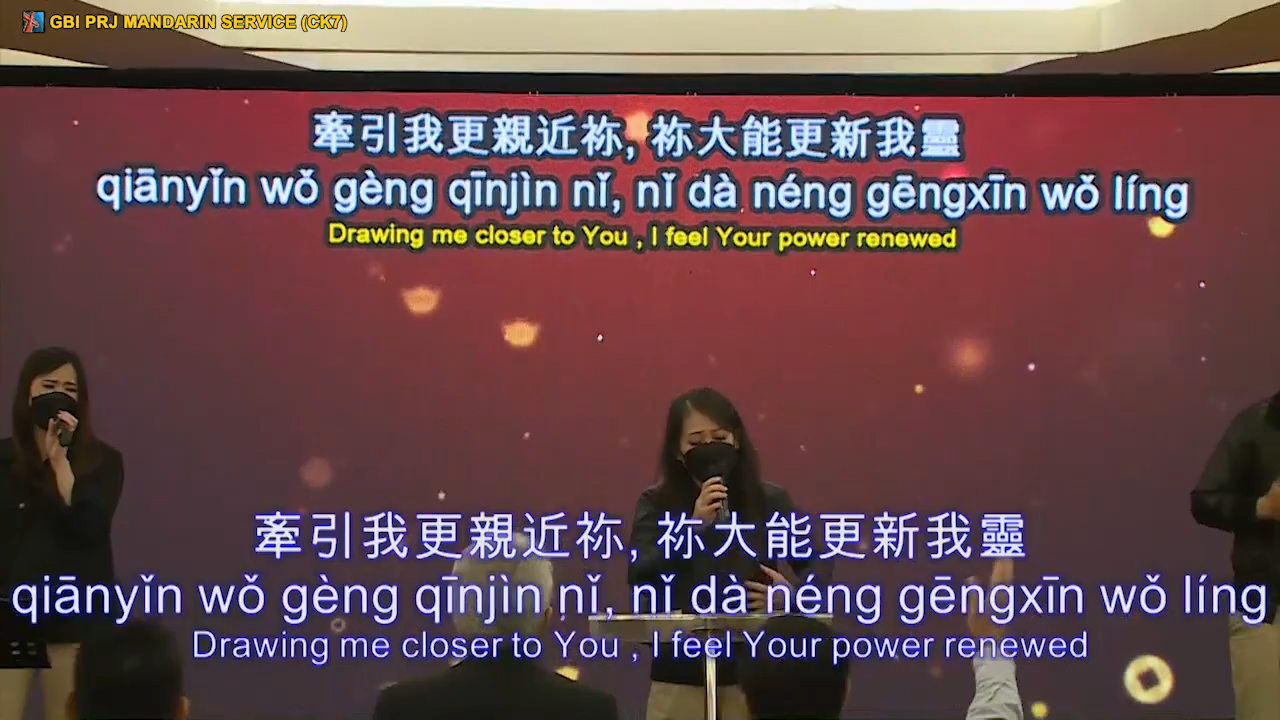 GBI PRJ MANDARIN SERVICE (CK7)
牽引我更親近祢, 祢大能更新我靈
qiānyǐn wǒ gèng qīnjìn nǐ, nǐ dà néng gēngxīn wǒ líng
Drawing me closer to You , I feel Your power renewed
牽引我更親近祢, 祢大能更新我靈
qiānyǐn wǒ gèng qīnjìn nǐ, nǐ dà néng gēngxīn wǒ líng
Drawing me closer to You , I feel Your power renewed